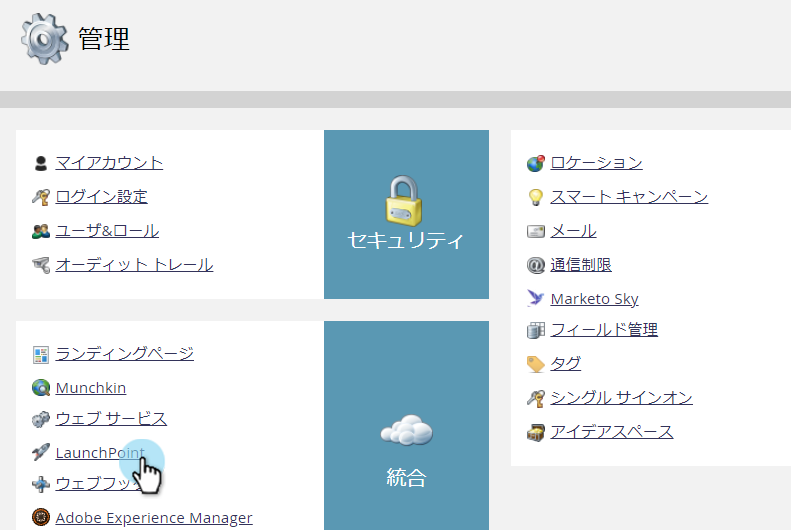 管理
マイアカウント
ログイン設定
ユーザ&ロール
オーディット トレール
セキュリティ
ランディングページ
Munchkin
ウェブ サービス
LaunchPoint
ウェブフック
Adobe Experience Manager
統合
ロケーション
スマート キャンペーン
メール
通信制限
Marketo Sky
フィールド管理
タグ
シングル サインオン
アイデアスペース